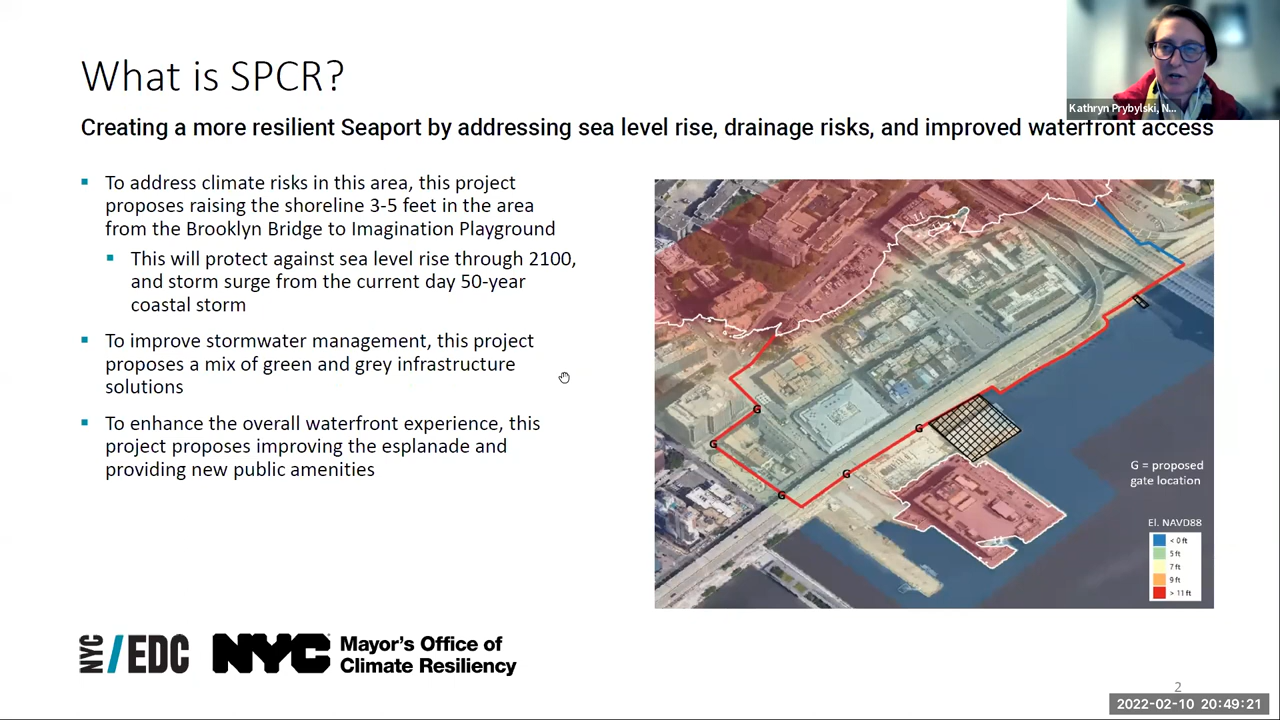 What is SPCR?
Kathryn Prybylski, N...
Creating a more resilient Seaport by addressing sea level rise, drainage risks, and improved waterfront access
▪ To address climate risks in this area, this project
proposes raising the shoreline 3-5 feet in the area
from the Brooklyn Bridge to Imagination Playground
▪ This will protect against sea level rise through 2100,
and storm surge from the current day 50-year
coastal storm
▪ To improve stormwater management, this project
proposes a mix of green and grey infrastructure
solutions
▪ To enhance the overall waterfront experience, this
project proposes improving the esplanade and
providing new public amenities
G
G
G
G
G
G = proposed
gate location
El. NAVD88
< 0 ft
5 ft
7 ft
9 ft
> 11 ft
NYC/EDC
NYC
Mayor's Office of
Climate Resiliency
2
2022-02-10 20:49:21